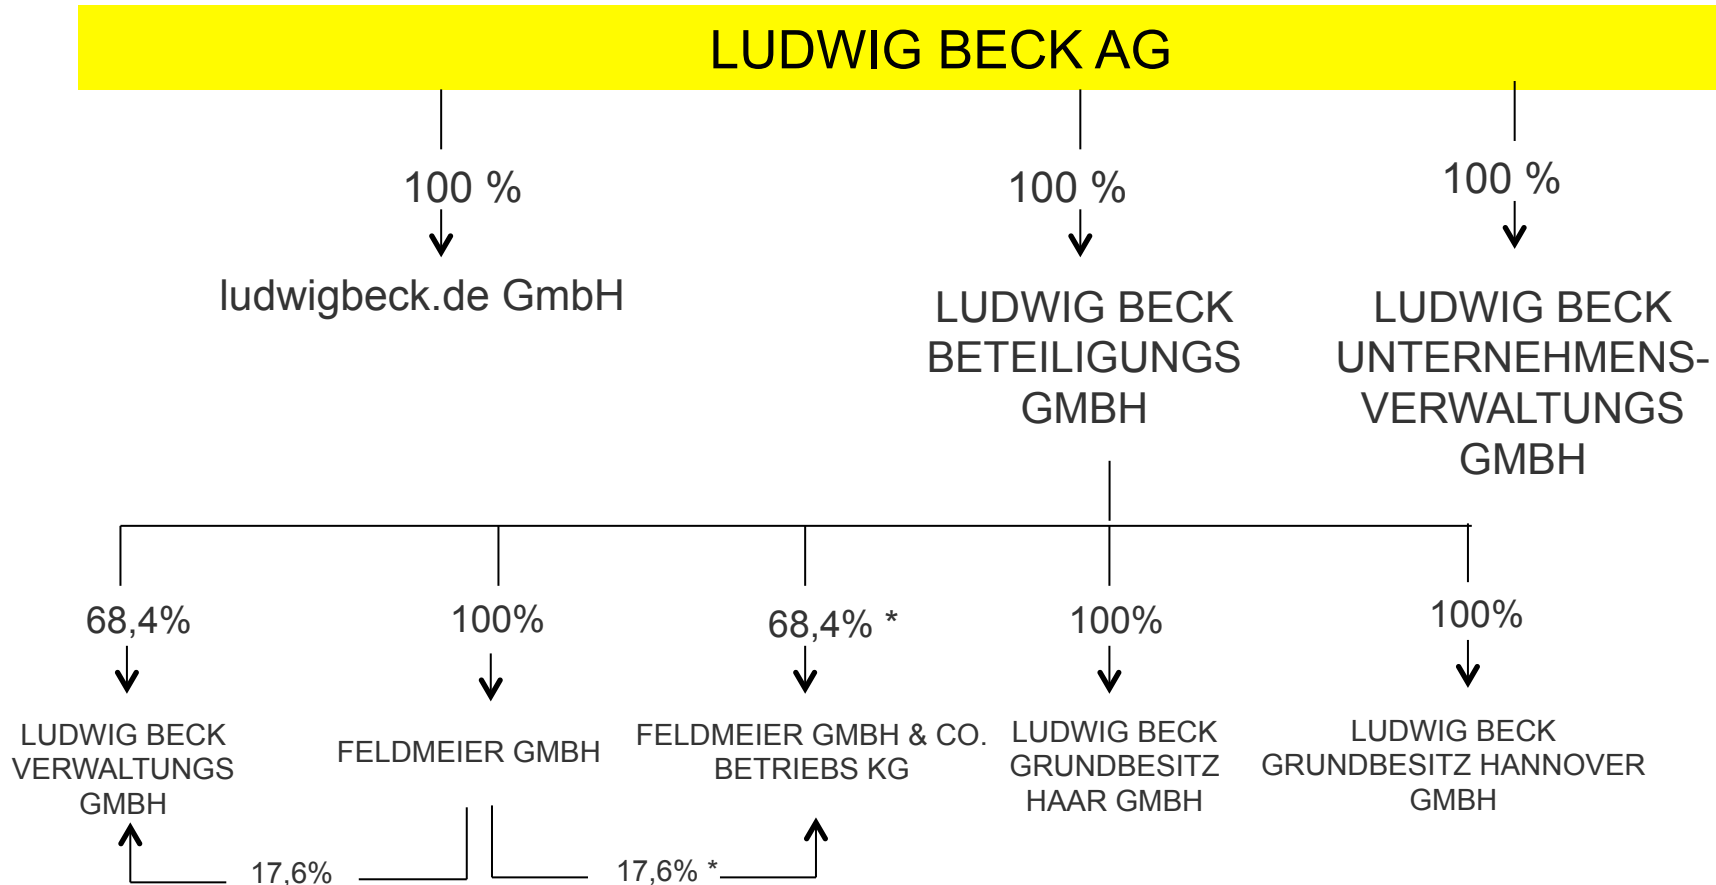 LUDWIG BECK AG
100 %
100 %
100 %
ludwigbeck.de GmbH
LUDWIG BECK
BETEILIGUNGS
GMBH
LUDWIG BECK
UNTERNEHMENS-
VERWALTUNGS
GMBH
68,4%
100%
68,4% *
100%
100%
LUDWIG BECK
VERWALTUNGS
GMBH
FELDMEIER GMBH
FELDMEIER GMBH & CO.
BETRIEBS KG
LUDWIG BECK
GRUNDBESITZ
HAAR GMBH
LUDWIG BECK
GRUNDBESITZ HANNOVER
GMBH
17,6%
17,6% *